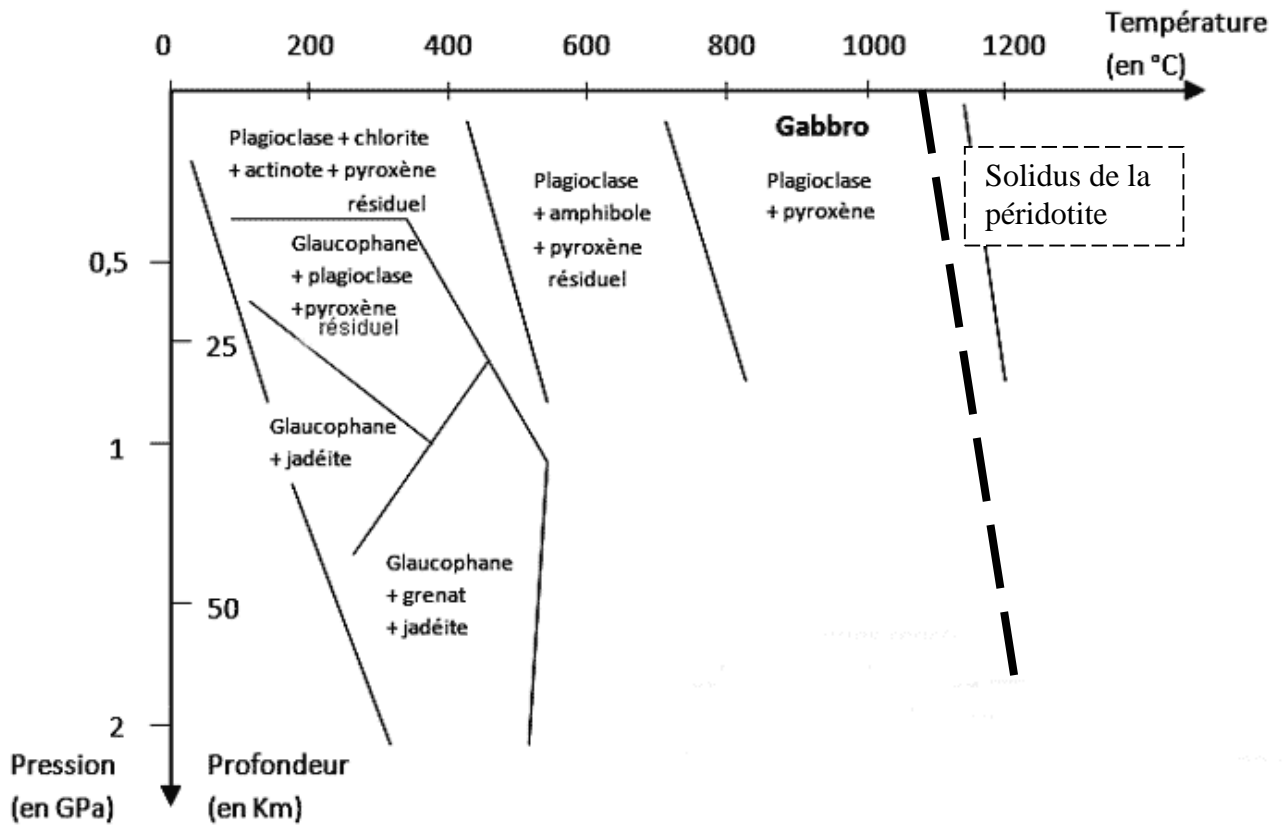 Température
(en °C)
0 200 400 600 800 1000 1200
Gabbro
Plagioclase + chlorite
+ actinote + pyroxène
résiduel
Glaucophane
+ plagioclase
+pyroxène
résiduel
Plagioclase
+ amphibole
+ pyroxène
résiduel
Plagioclase
+ pyroxène
Solidus de la
péridotite
0,5
25
1
Glaucophane
+ jadéite
Glaucophane
+ grenat
+ jadéite
50
2
Pression
(en GPa)
Profondeur
(en Km)